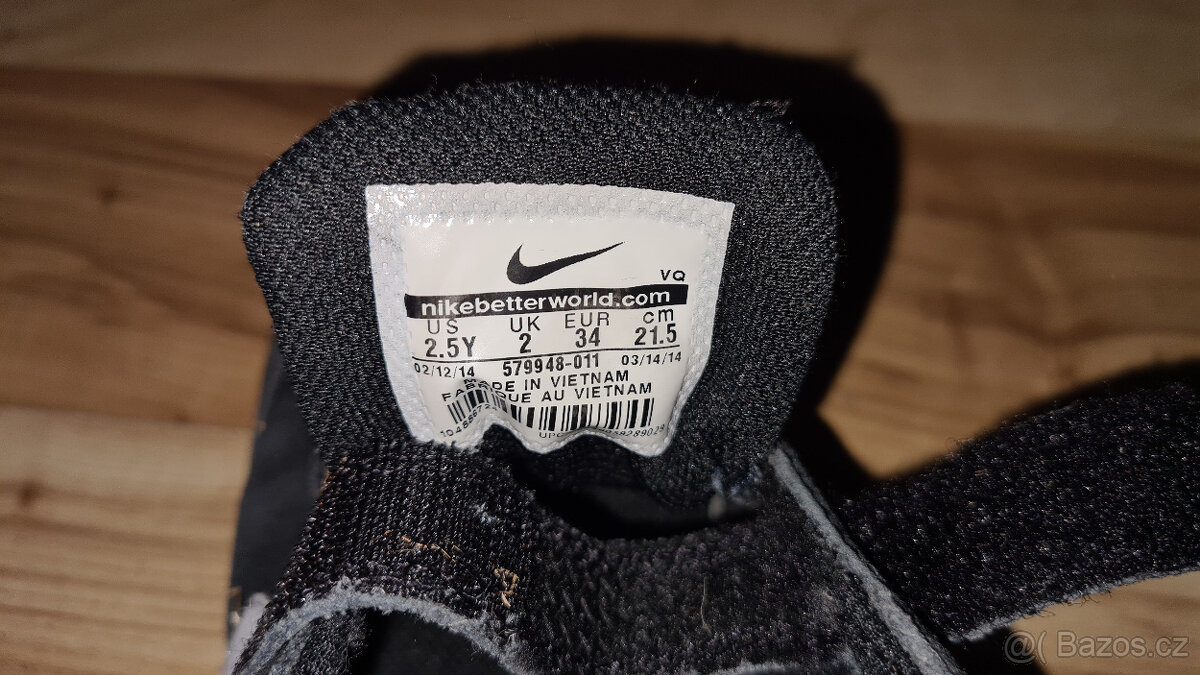 VQ
nikebetterworld.com
US UK EUR cm
2.5Y 2 34 21.5
02/12/14 579948-011 03/14/14
MADE IN VIETNAM
FABRIQUE AU VIETNAM
@( Bazos.cz